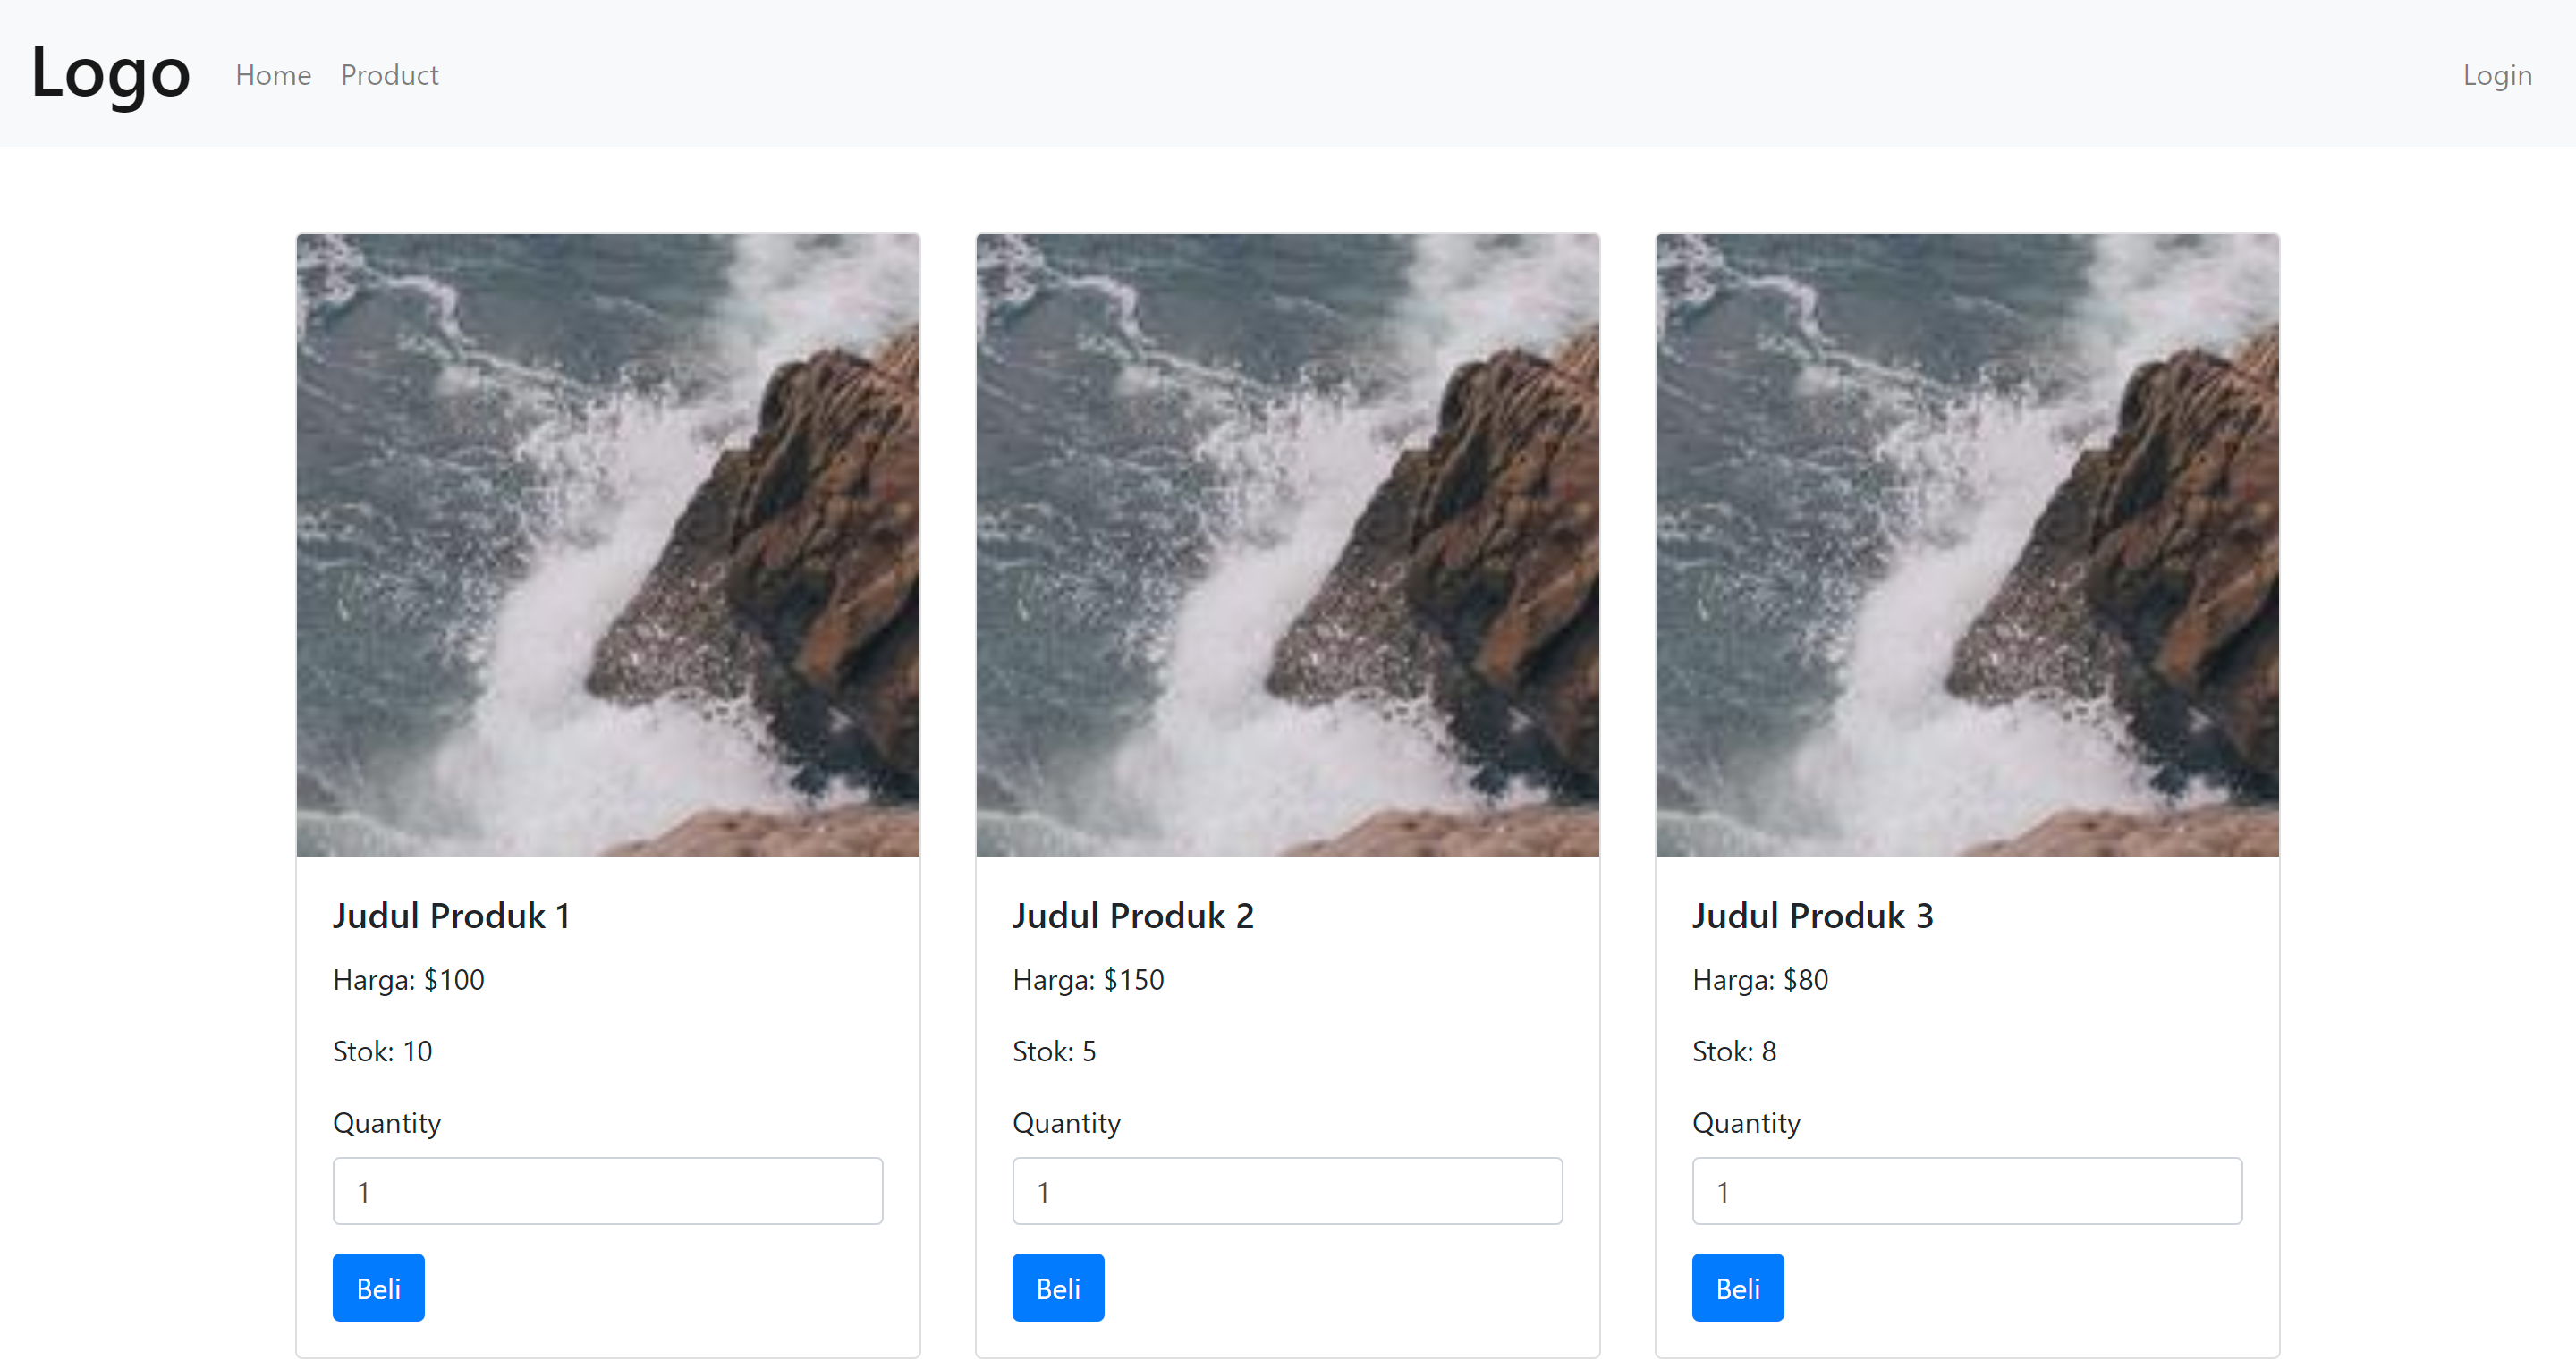 Logo Home Product Login
Judul Produk 1
Harga: $100
Stok: 10
Quantity
1
Beli
Judul Produk 2
Harga: $150
Stok: 5
Quantity
1
Beli
Judul Produk 3
Harga: $80
Stok: 8
Quantity
1
Beli